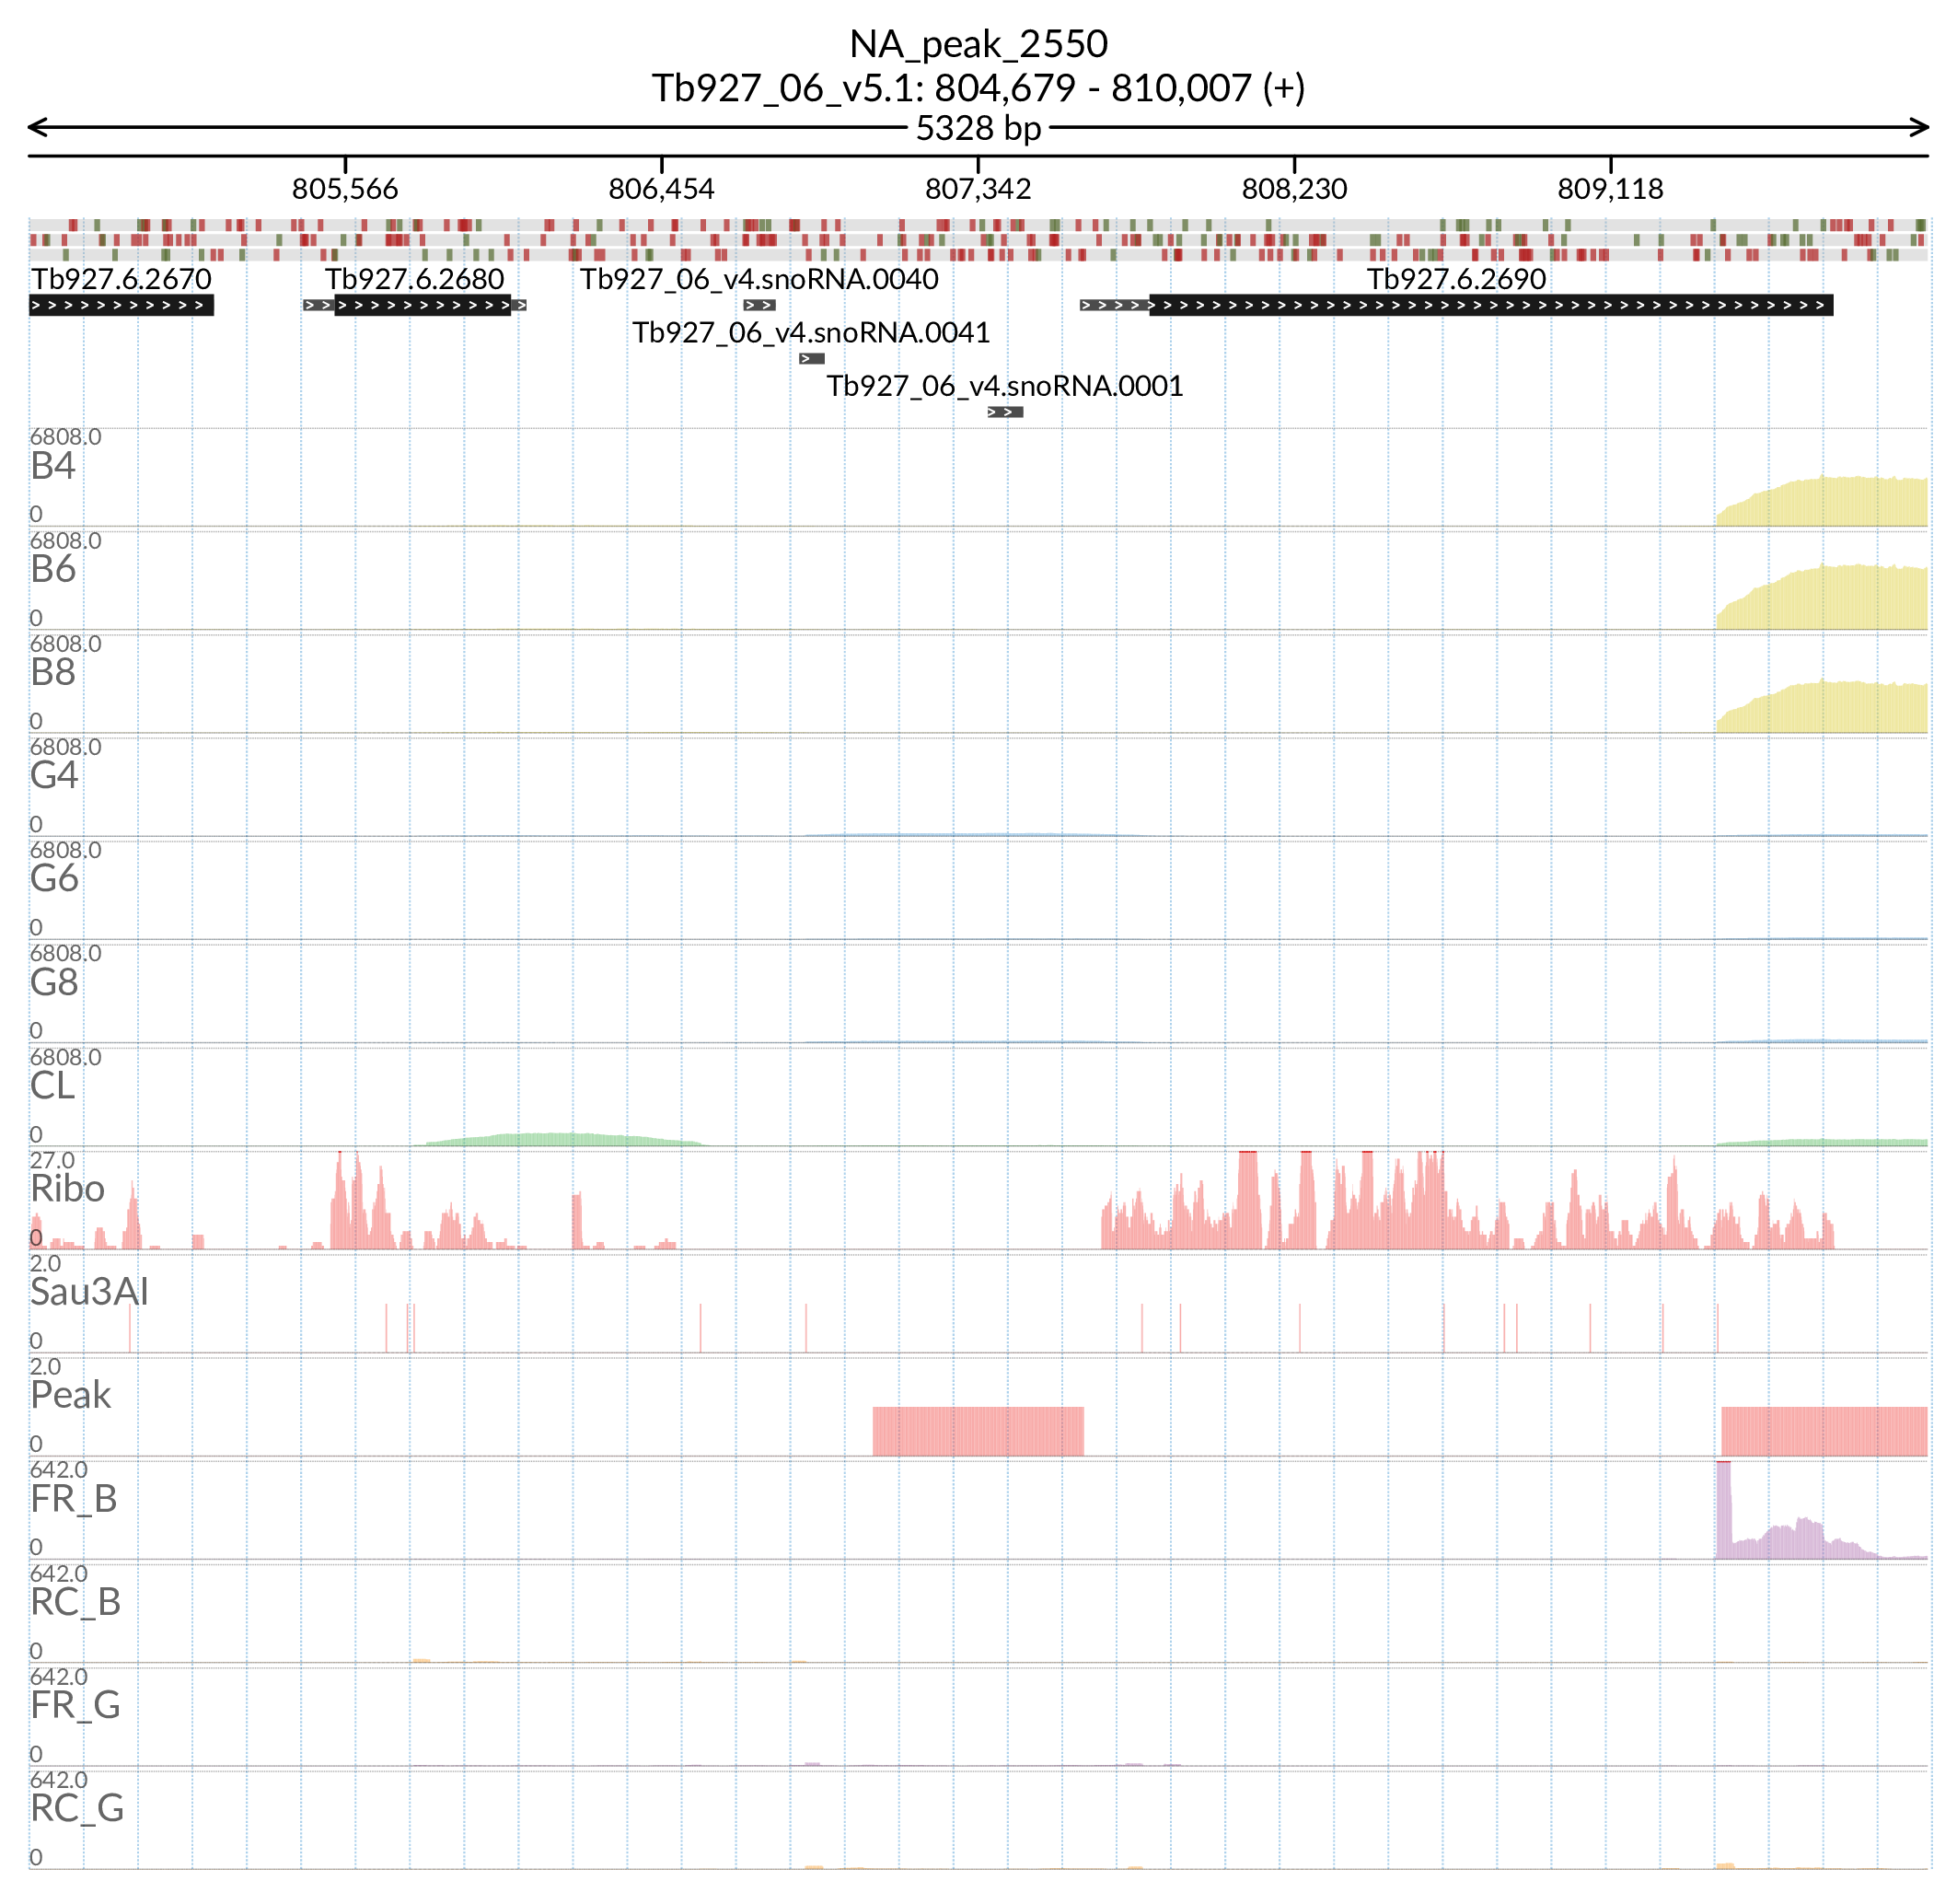 NA_peak_2550
Tb927_06_v5.1: 804,679 - 810,007 (+)
5328 bp
805,566 806,454 807,342 808,230 809,118
Tb927.6.2670 Tb927.6.2680 Tb927_06_v4.snoRNA.0040 Tb927.6.2690
Tb927_06_v4.snoRNA.0041
Tb927_06_v4.snoRNA.0001
6808.0
B4
0
6808.0
B6
0
6808.0
B8
0
6808.0
G4
0
6808.0
G6
0
6808.0
G8
0
6808.0
CL
0
27.0
Ribo
0
2.0
Sau3AI
0
2.0
Peak
0
642.0
FR_B
0
642.0
RC_B
0
642.0
FR_G
0
642.0
RC_G
0